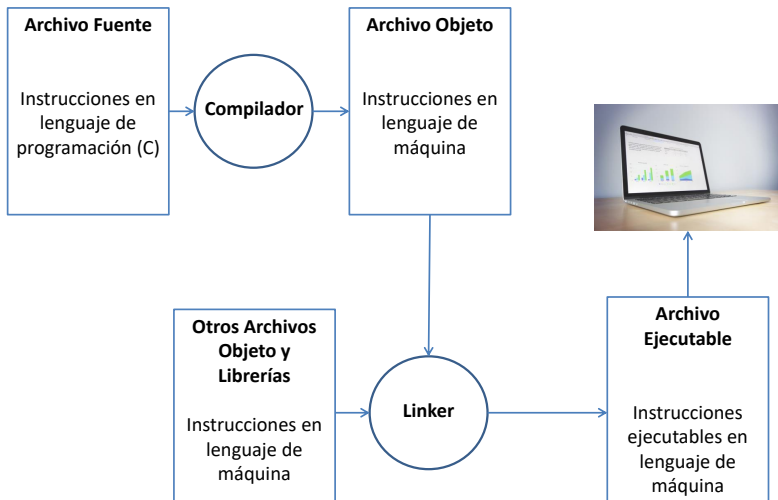 Archivo Fuente
Instrucciones en
lenguaje de
programación (C)
Compilador
Archivo Objeto
Instrucciones en
lenguaje de
máquina
Otros Archivos
Objeto y
Librerías
Instrucciones en
lenguaje de
máquina
Linker
Archivo
Ejecutable
Instrucciones
ejecutables en
lenguaje de
máquina